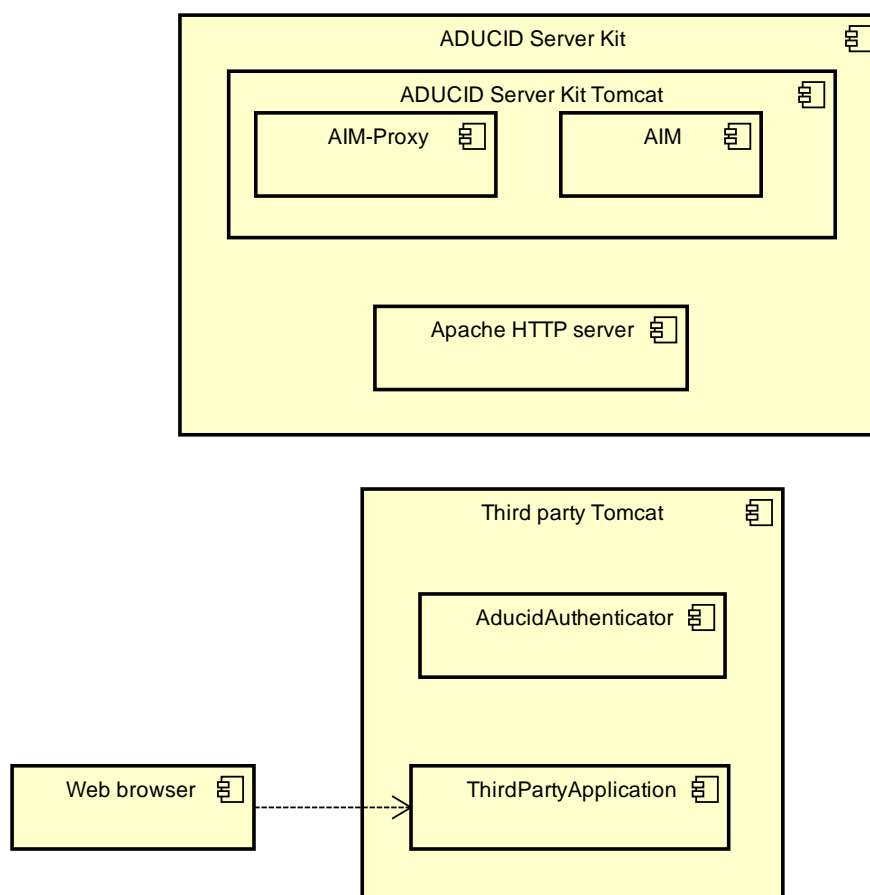 ADUCID Server Kit
ADUCID Server Kit Tomcat
AIM-Proxy
AIM
Apache HTTP server
Third party Tomcat
AducidAuthenticator
Web browser
ThirdPartyApplication